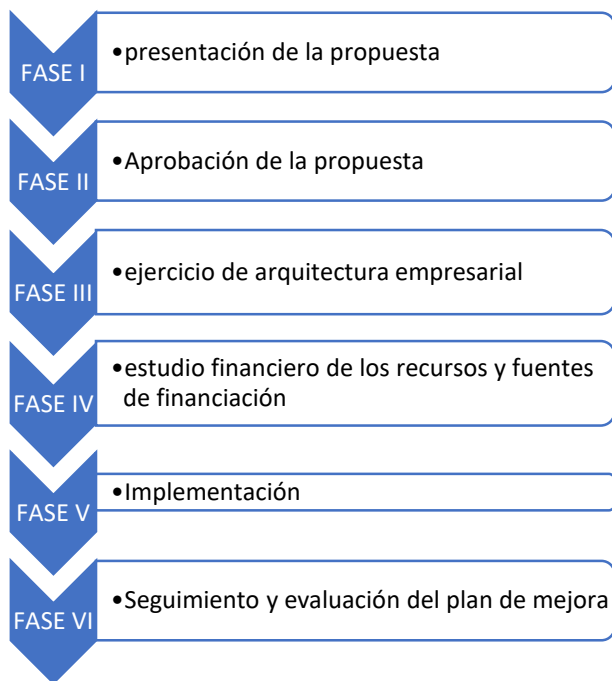 FASE I
•presentación de la propuesta
FASE II
•Aprobación de la propuesta
FASE III
•ejercicio de arquitectura empresarial
FASE IV
•estudio financiero de los recursos y fuentes
de financiación
FASE V
•Implementación
FASE VI
•Seguimiento y evaluación del plan de mejora